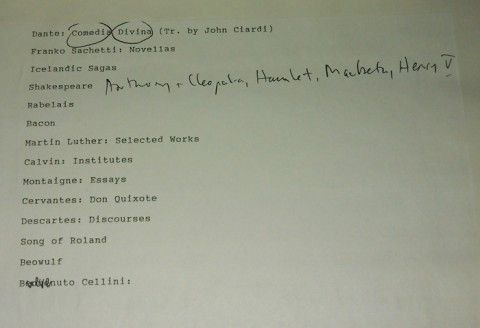 Dante: Comedia Divina (Tr. by John Ciardi)
Franko Sachetti: Novellas
Icelandic Sagas
Shakespeare Anthony + Cleopatra, Hamlet, Macbeth, Henry V
Rabelais
Bacon
Martin Luther: Selected Works
Calvin: Institutes
Montaigne: Essays
Cervantes: Don Quixote
Descartes: Discourses
Song of Roland
Beowulf
Benvenuto Cellini: